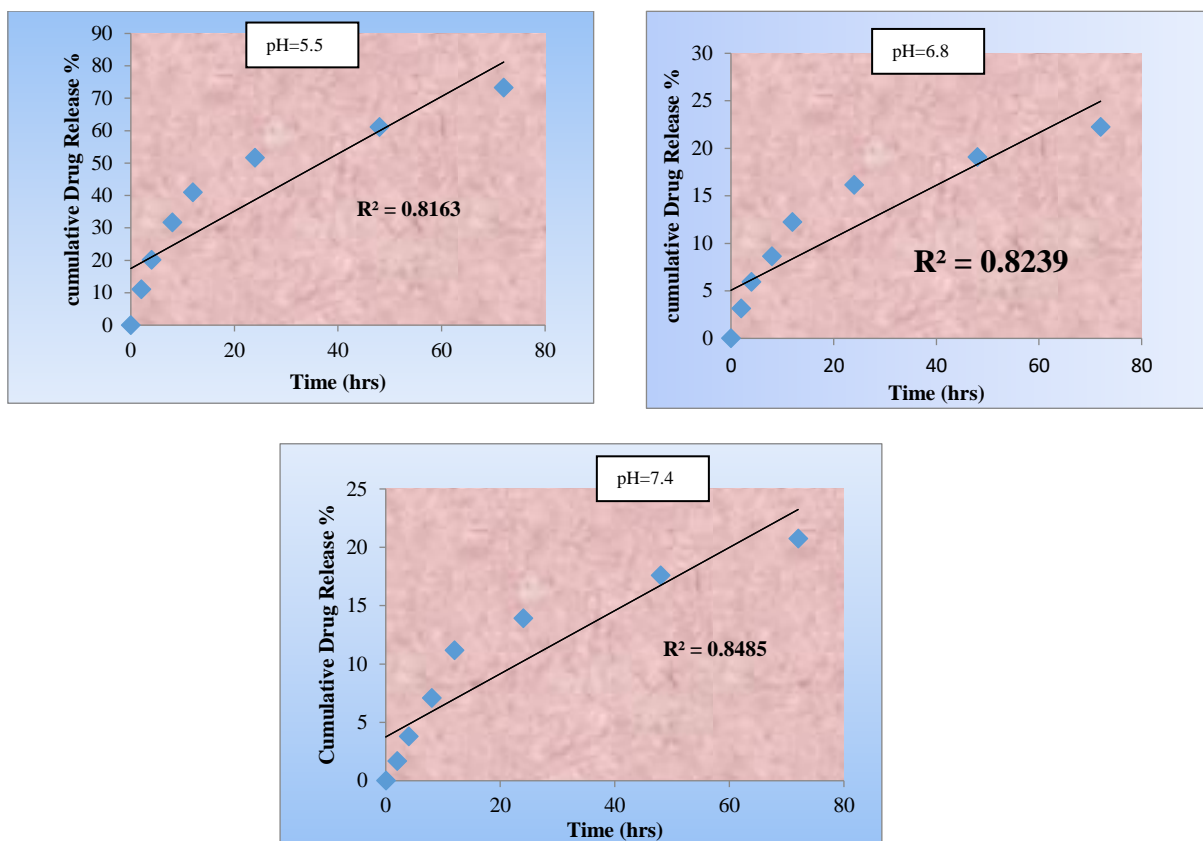 pH=5.5
cumulative Drug Release %
90
80
70
60
50
40
30
20
10
0
R² = 0.8163
0 20 40 60 80
Time (hrs)
pH=6.8
cumulative Drug Release %
30
25
20
15
10
5
0
R² = 0.8239
0 20 40 60 80
Time (hrs)
pH=7.4
Cumulative Drug Release %
25
20
15
10
5
0
R² = 0.8485
0 20 40 60 80
Time (hrs)